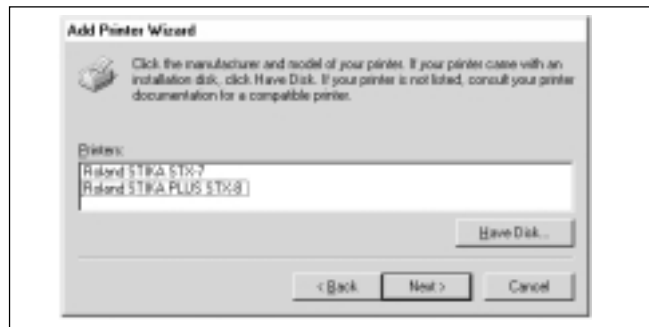 Add Printer Wizard
Click the manufacturer and model of your printer. If your printer came with an
installation disk, click Have Disk. If your printer is not listed, consult your printer
documentation for a compatible printer.
Printers:
Roland STIKA STX-7
Roland STIKA PLUS STX-8
Have Disk...
< Back
Next >
Cancel